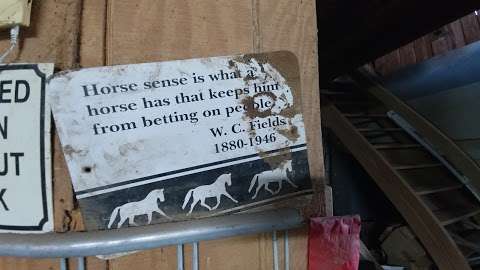 Horse sense is what a
horse has that keeps him
from betting on people
W. C. Fields
1880-1946
ED
N
UT
K